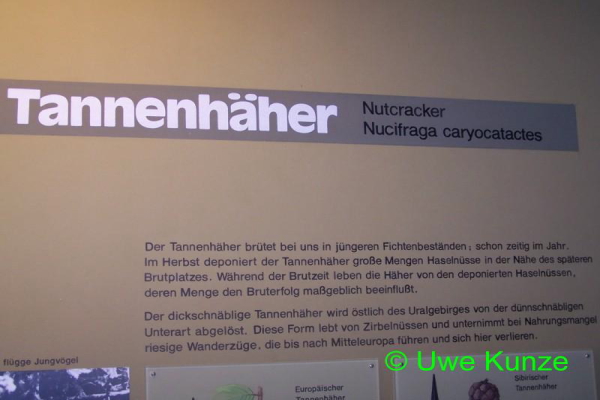 Tannenhäher
Nutcracker
Nucifraga caryocatactes
Der Tannenhäher brütet bei uns in jüngeren Fichtenbeständen, schon zeitig im Jahr.
Im Herbst deponiert der Tannenhäher große Mengen Haselnüsse in der Nähe des späteren
Brutplatzes. Während der Brutzeit leben die Häher von den deponierten Haselnüssen,
deren Menge den Bruterfolg maßgeblich beeinflußt.
Der dickschnäblige Tannenhäher wird östlich des Uralgebirges von der dünnschnäbligen
Unterart abgelöst. Diese Form lebt von Zirbelnüssen und unternimmt bei Nahrungsmangel
riesige Wanderzüge, die bis nach Mitteleuropa führen und sich hier verlieren.
flügge Jungvögel
Europäischer
Tannenhäher
Sibirischer
Tannenhäher
© Uwe Kunze